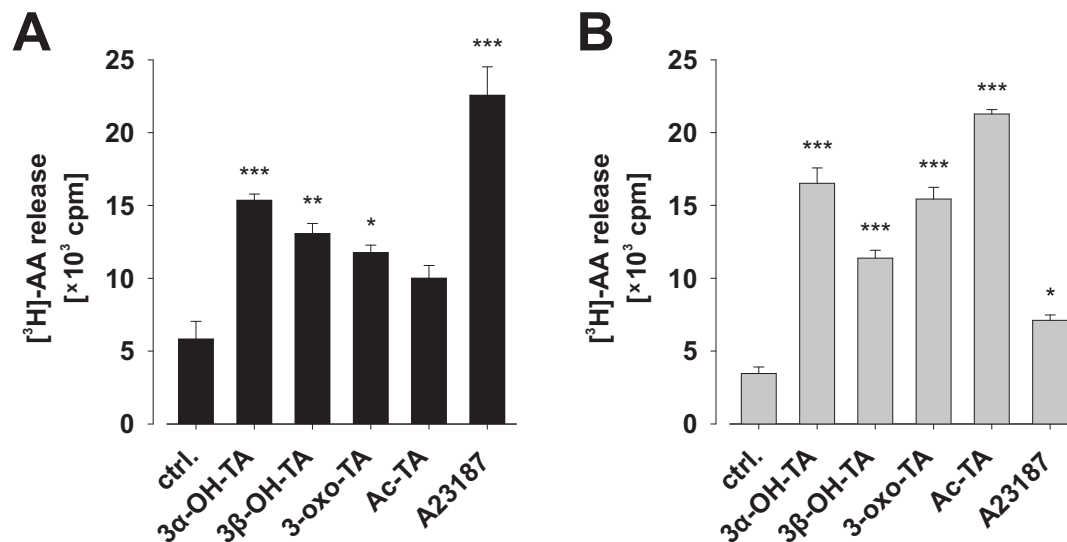 A
[³H]-AA release
[×10³ cpm]
25
20
15
10
5
0
***
**
*
***
ctrl.
3α-OH-TA
3β-OH-TA
3-oxo-TA
Ac-TA
A23187
B
[³H]-AA release
[×10³ cpm]
25
20
15
10
5
0
***
***
***
***
*
ctrl.
3α-OH-TA
3β-OH-TA
3-oxo-TA
Ac-TA
A23187